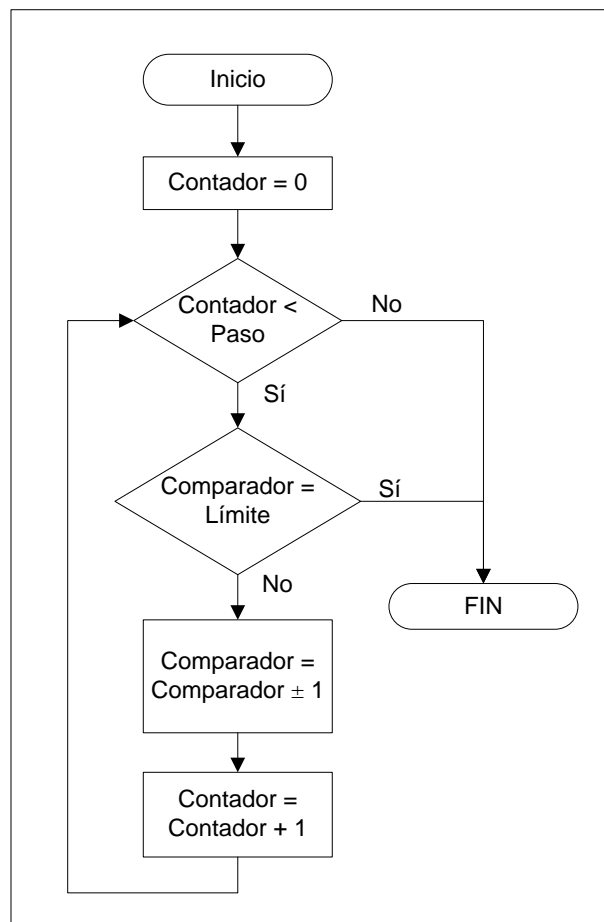 Inicio
Contador = 0
Contador <
Paso
No
Sí
Comparador =
Límite
Sí
No
FIN
Comparador =
Comparador ± 1
Contador =
Contador + 1